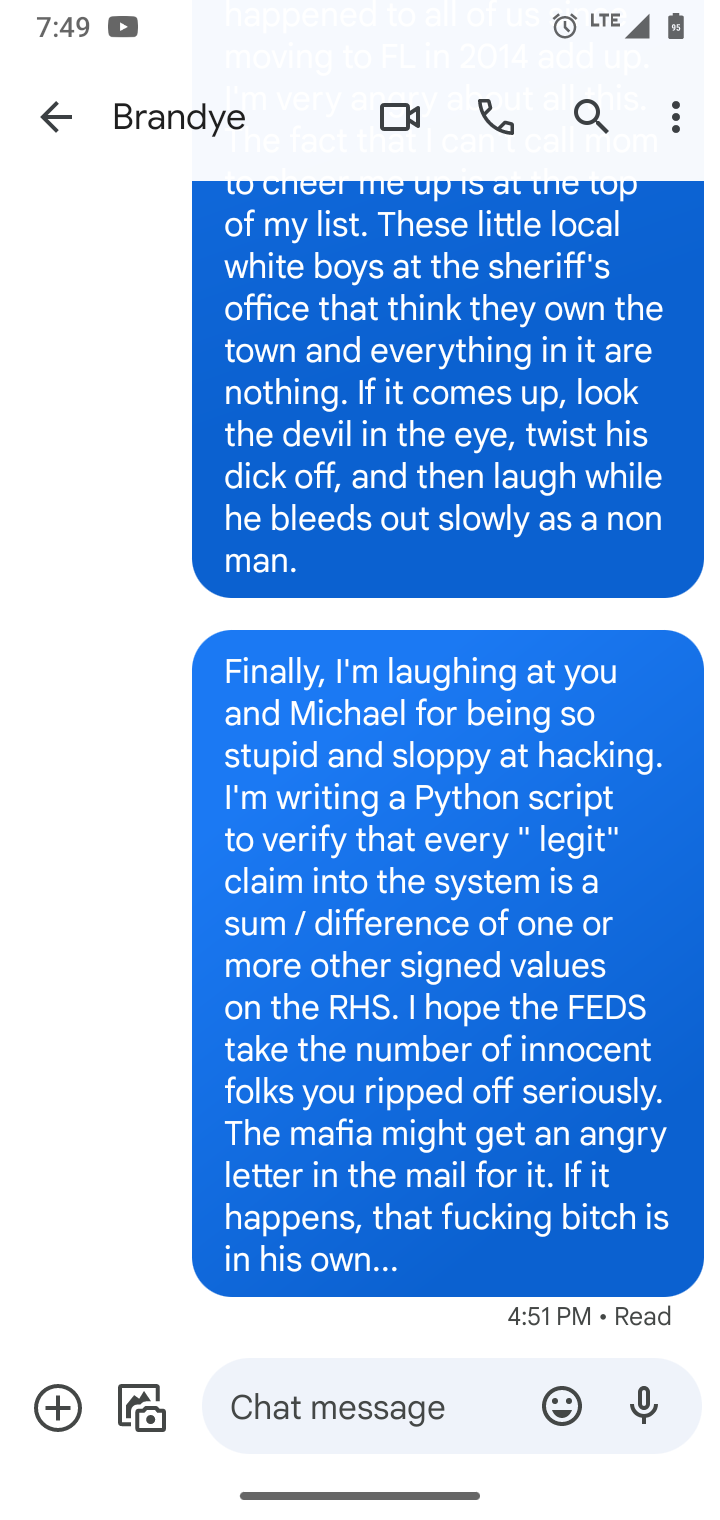 7:49
LTE
95
happened to all of us since
moving to FL in 2014 add up.
I'm very angry about all this.
Brandye
The fact that I can't call mom
to cheer me up is at the top
of my list. These little local
white boys at the sheriff's
office that think they own the
town and everything in it are
nothing. If it comes up, look
the devil in the eye, twist his
dick off, and then laugh while
he bleeds out slowly as a non
man.
Finally, I'm laughing at you
and Michael for being so
stupid and sloppy at hacking.
I'm writing a Python script
to verify that every " legit"
claim into the system is a
sum / difference of one or
more other signed values
on the RHS. I hope the FEDS
take the number of innocent
folks you ripped off seriously.
The mafia might get an angry
letter in the mail for it. If it
happens, that fucking bitch is
in his own...
4:51 PM • Read
Chat message